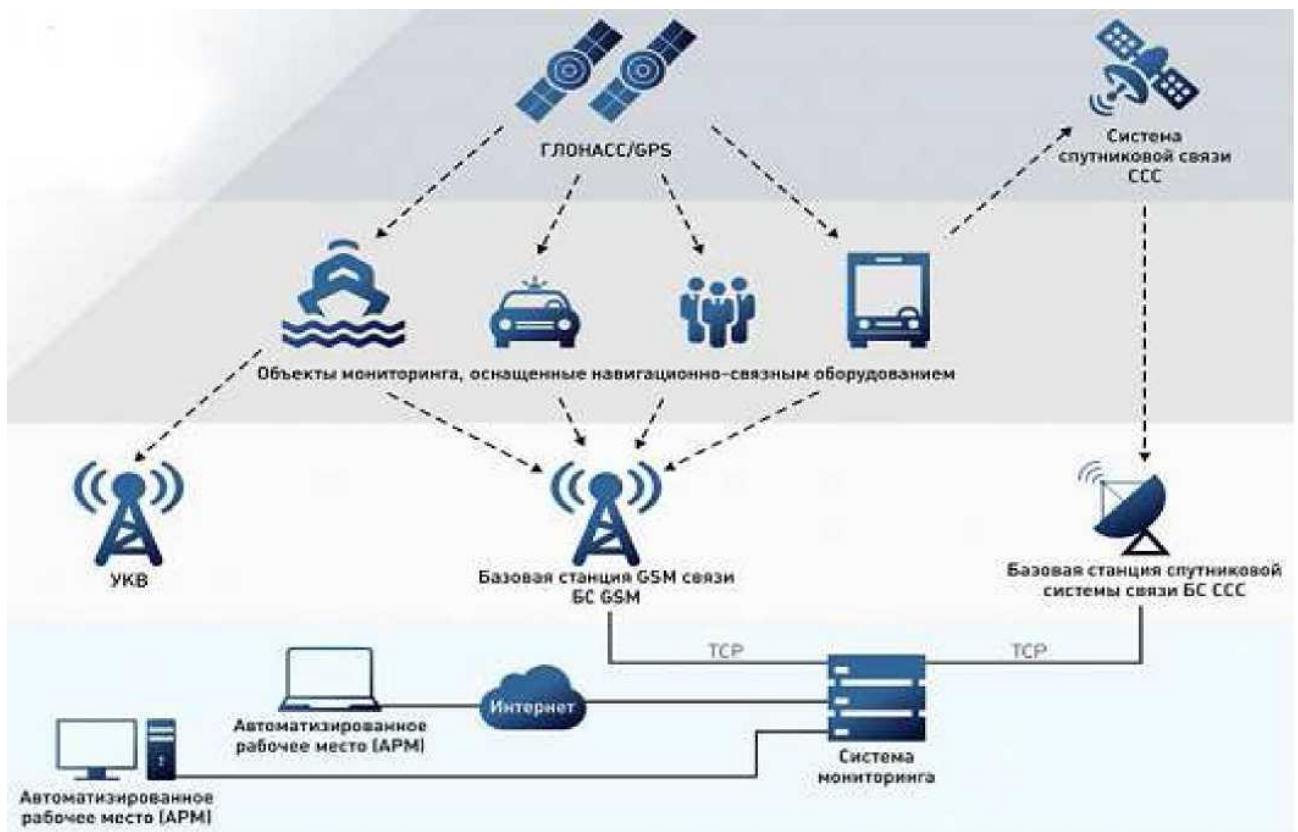 ГЛОНАСС/GPS
Система
спутниковой связи
ССС
Объекты мониторинга, оснащенные навигационно-связным оборудованием
УКВ
Базовая станция GSM связи
БС GSM
Базовая станция спутниковой
системы связи БС ССС
TCP
TCP
Интернет
Автоматизированное
рабочее место (АРМ)
Система
мониторинга
Автоматизированное
рабочее место (АРМ)